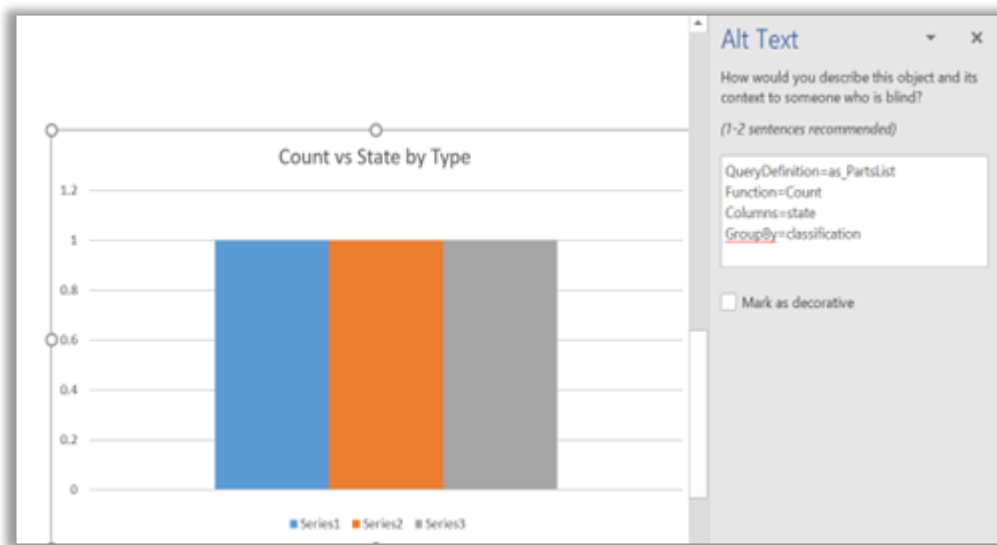 Count vs State by Type
1.2
1
0.8
0.6
0.4
0.2
0
Series1 Series2 Series3
Alt Text
How would you describe this object and its
context to someone who is blind?
(1-2 sentences recommended)
QueryDefinition=as_PartsList
Function=Count
Columns=state
GroupBy=classification
Mark as decorative